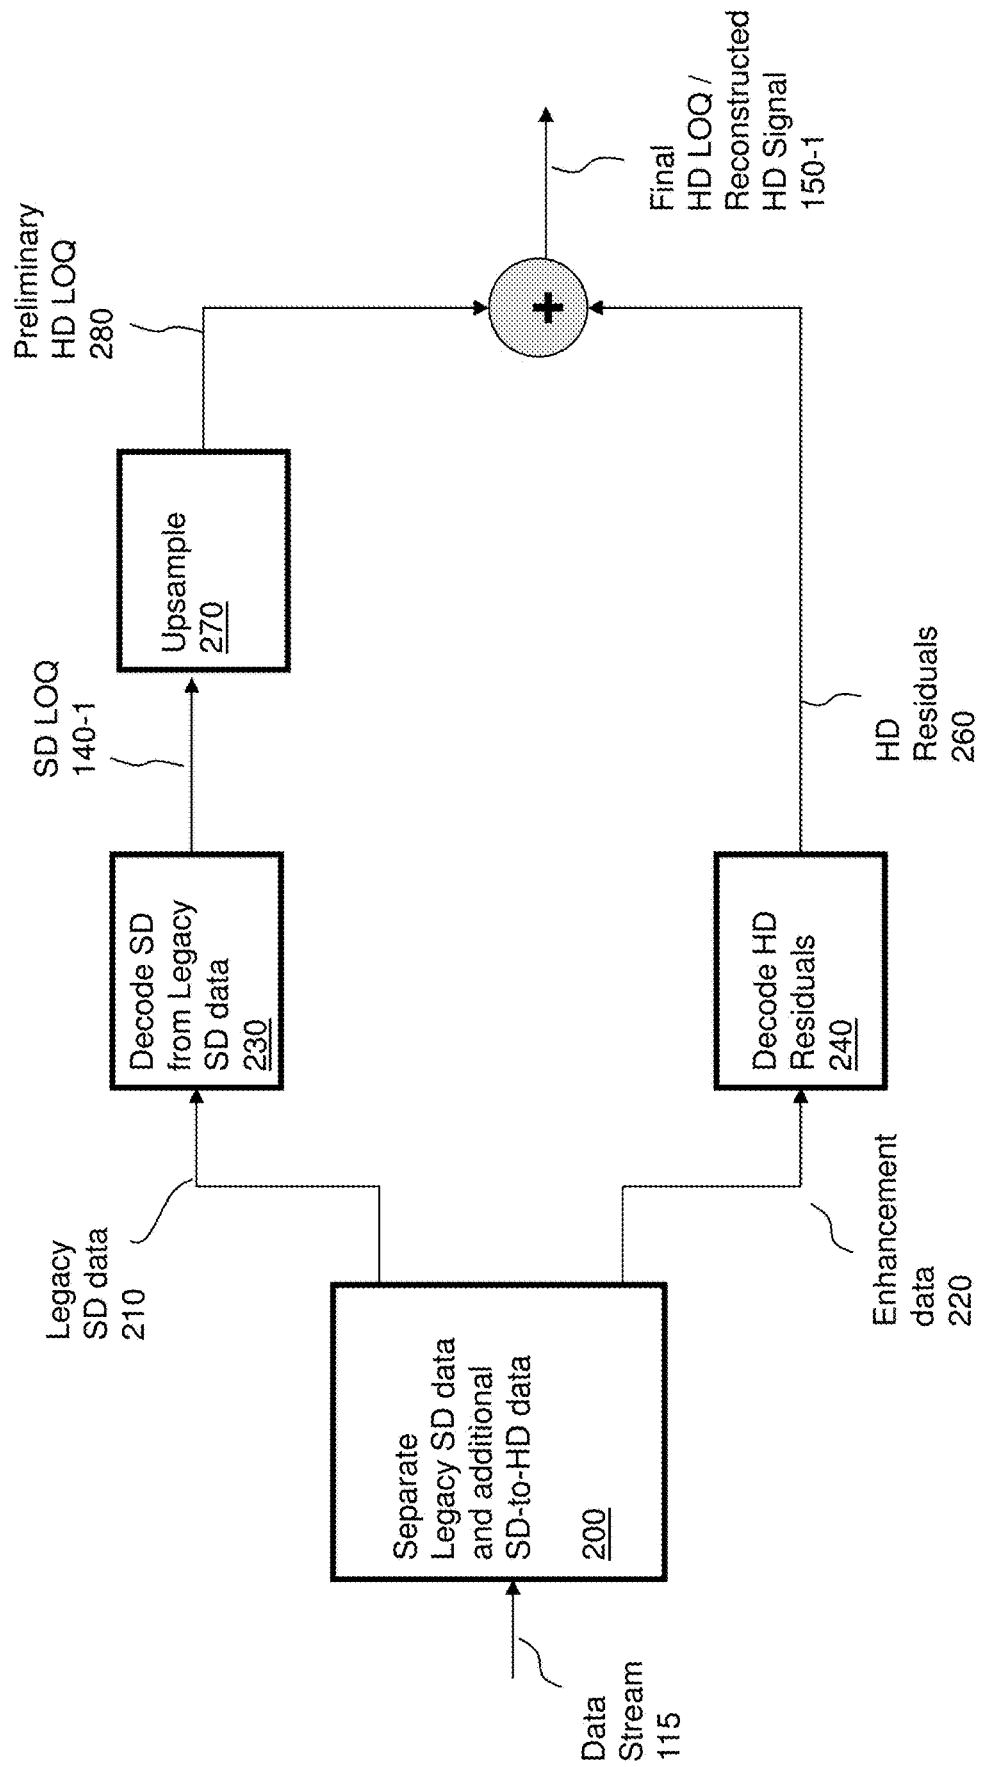 Data
Stream
115
Separate
Legacy SD data
and additional
SD-to-HD data
200
Legacy
SD data
210
Enhancement
data
220
Decode SD
from Legacy
SD data
230
Decode HD
Residuals
240
SD LOQ
140-1
HD
Residuals
260
Upsample
270
Preliminary
HD LOQ
280
+
Final
HD LOQ /
Reconstructed
HD Signal
150-1